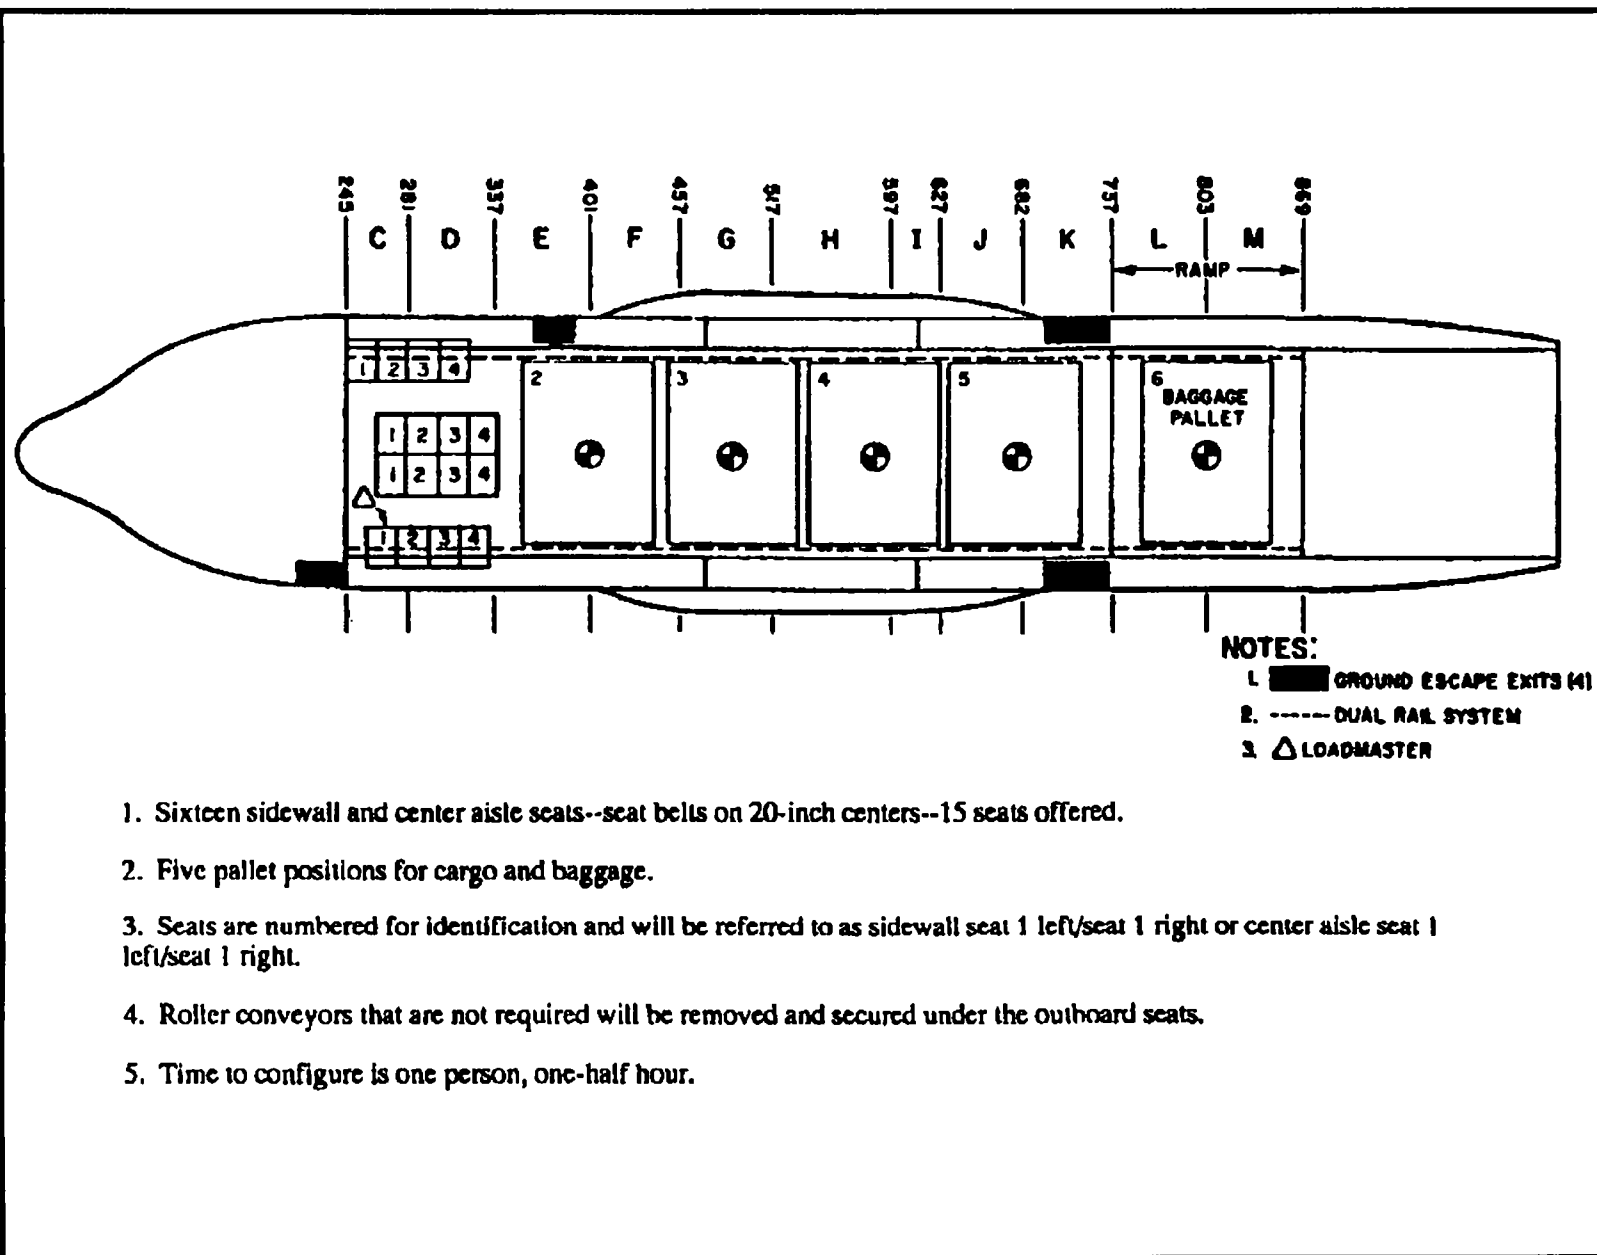 245 281 337 401 457 517 597 627 682 757 803 869
C D E F G H I J K L M
RAMP
1 2 3 4
2 3 4 5 6
BAGGAGE
PALLET
1 2 3 4
1 2 3 4
1 2 3 4
NOTES:
1. GROUND ESCAPE EXITS (4)
2. ------ DUAL RAIL SYSTEM
3. △ LOADMASTER
1. Sixteen sidewall and center aisle seats--seat belts on 20-inch centers--15 seats offered.
2. Five pallet positions for cargo and baggage.
3. Seats are numbered for identification and will be referred to as sidewall seat 1 left/seat 1 right or center aisle seat 1
left/seat 1 right.
4. Roller conveyors that are not required will be removed and secured under the outboard seats.
5. Time to configure is one person, one-half hour.